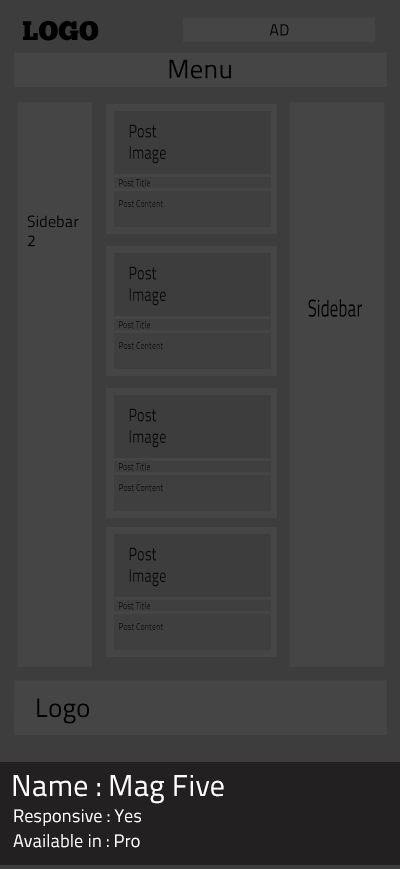 LOGO
AD
Menu
Sidebar
2
Post
Image
Post Title
Post Content
Post
Image
Post Title
Post Content
Post
Image
Post Title
Post Content
Post
Image
Post Title
Post Content
Sidebar
Logo
Name : Mag Five
Responsive : Yes
Available in : Pro